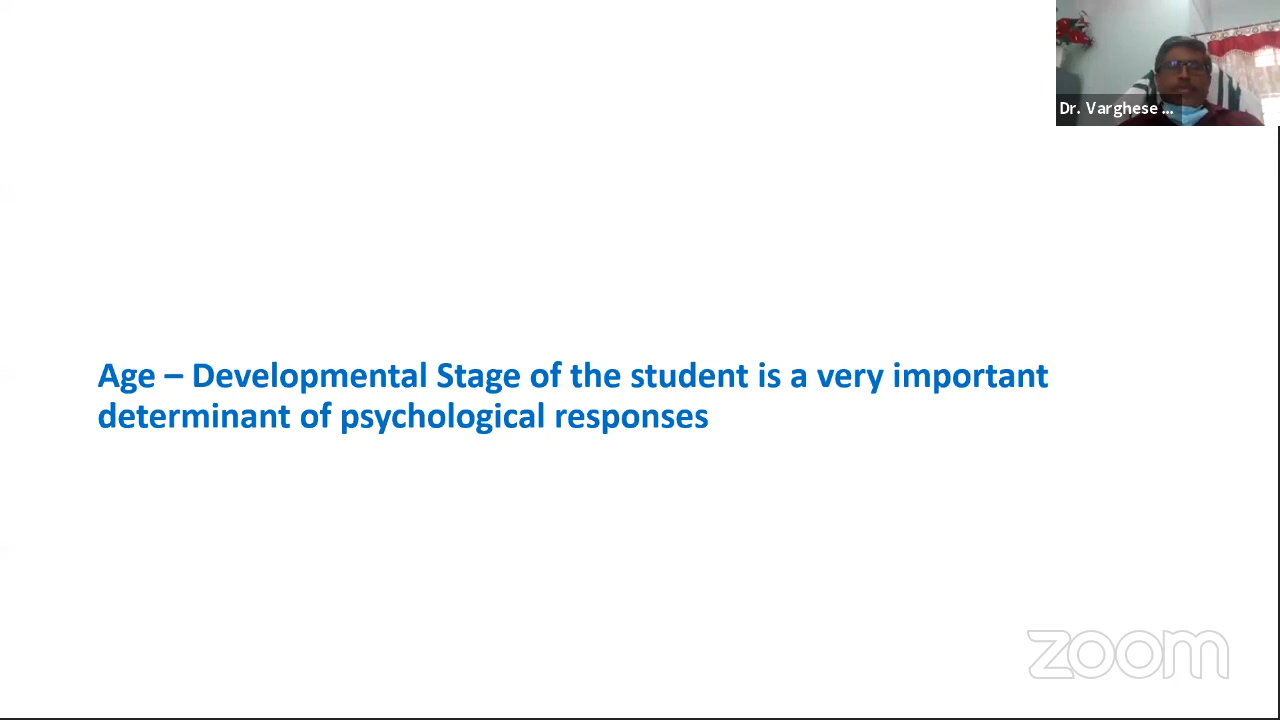 Dr. Varghese ...
Age – Developmental Stage of the student is a very important
determinant of psychological responses
zoom